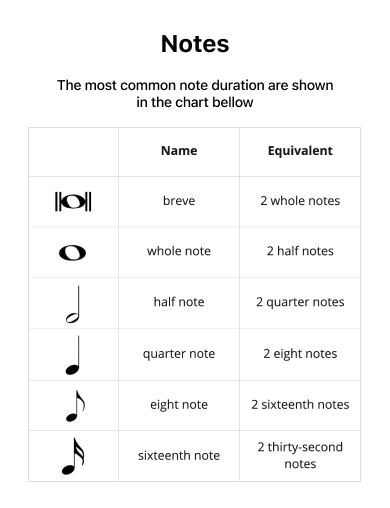 Notes
The most common note duration are shown
in the chart bellow
Name Equivalent
breve 2 whole notes
whole note 2 half notes
half note 2 quarter notes
quarter note 2 eight notes
eight note 2 sixteenth notes
sixteenth note 2 thirty-second
notes